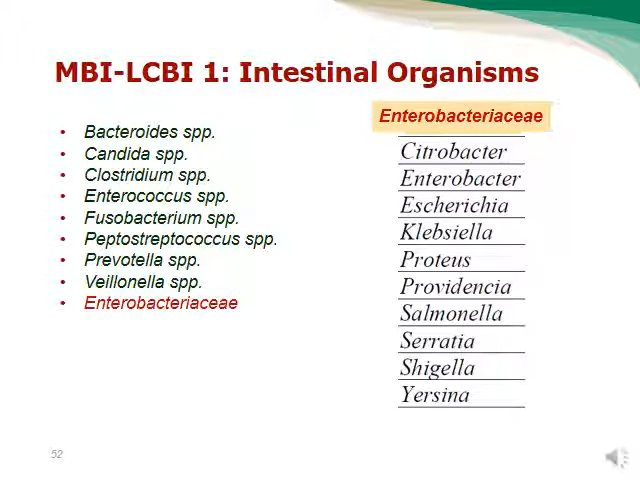 MBI-LCBI 1: Intestinal Organisms
• Bacteroides spp.
• Candida spp.
• Clostridium spp.
• Enterococcus spp.
• Fusobacterium spp.
• Peptostreptococcus spp.
• Prevotella spp.
• Veillonella spp.
• Enterobacteriaceae
Enterobacteriaceae
Citrobacter
Enterobacter
Escherichia
Klebsiella
Proteus
Providencia
Salmonella
Serratia
Shigella
Yersina
52